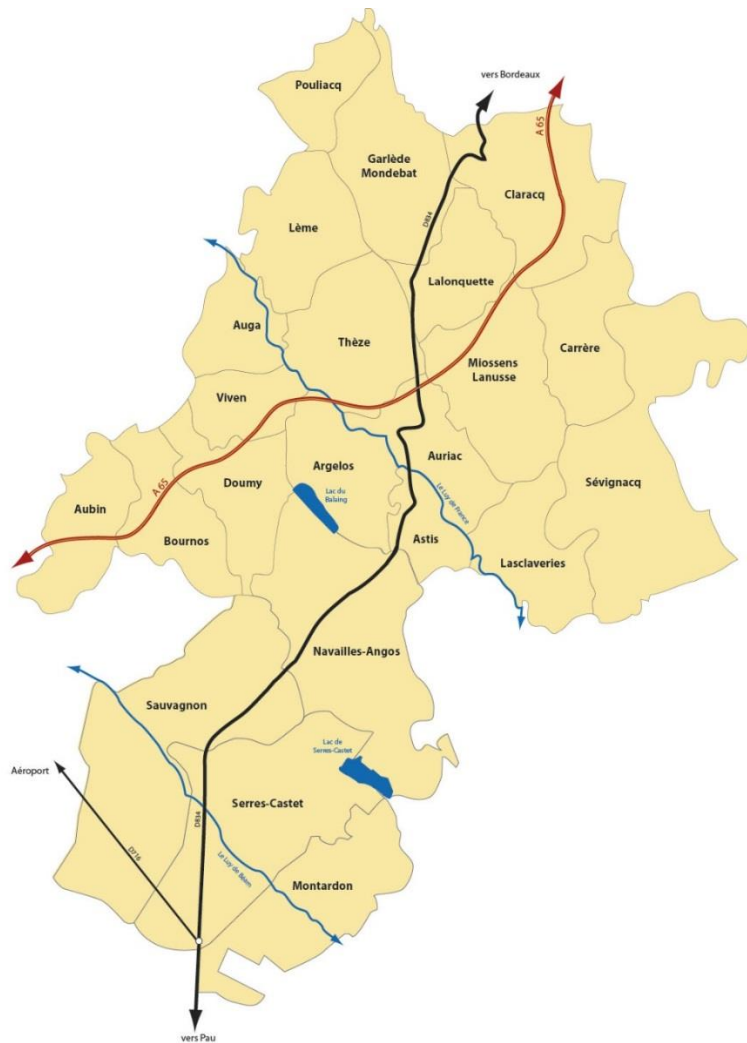 vers Bordeaux
Pouliacq
A 65
Garlède
Mondebat
Claracq
D834
Lème
Lalonquette
Auga
Thèze
Carrère
Miossens
Lanusse
Viven
Auriac
Argelos
Sévignacq
Doumy
A 65
Lac du
Balaing
Le Luy de France
Aubin
Bournos
Astis
Lasclaveries
Navailles-Angos
Sauvagnon
Lac de
Serres-Castet
Aéroport
Serres-Castet
D834
D716
Le Luy de Béarn
Montardon
vers Pau